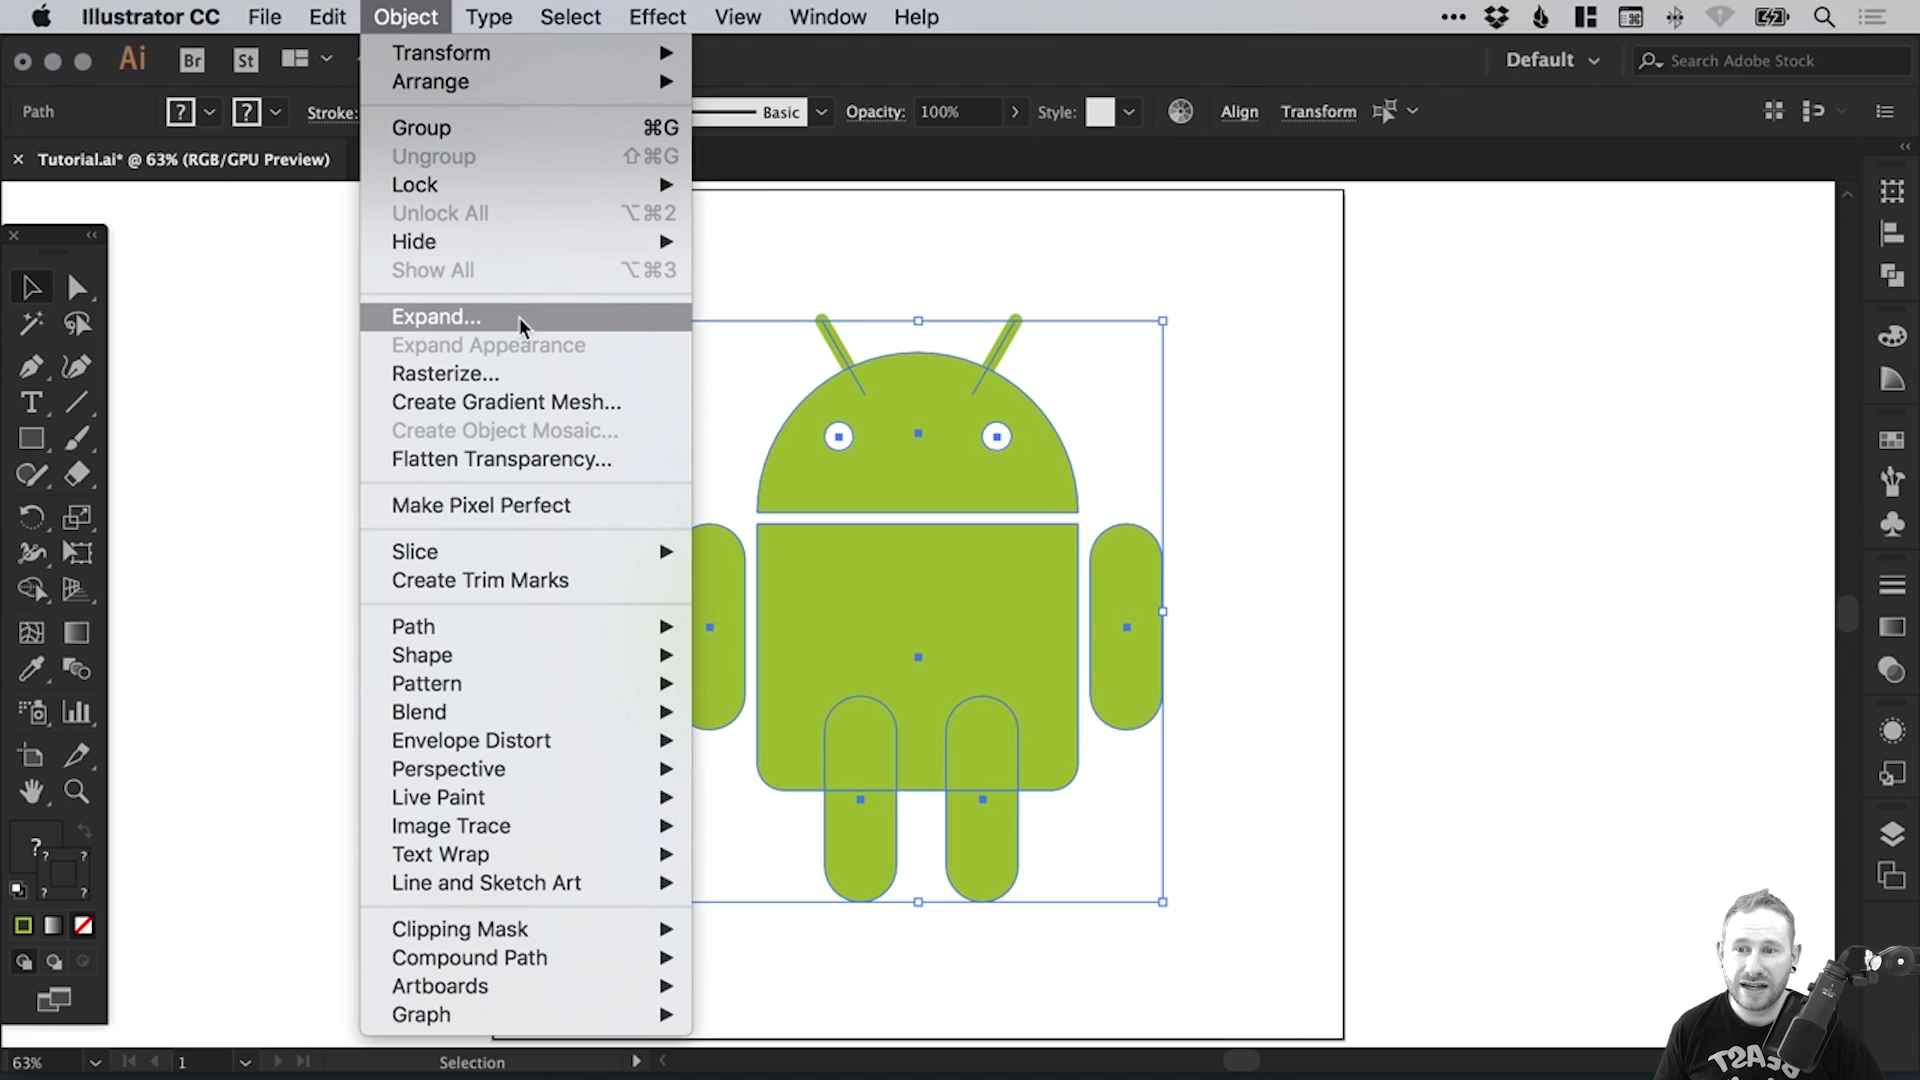 Illustrator CC File Edit Object Type Select Effect View Window Help
Ai Br St Default Search Adobe Stock
Path ? ? Stroke: Basic Opacity: 100% Style: Align Transform
× Tutorial.ai* @ 63% (RGB/GPU Preview)
Transform
Arrange
Group ⌘G
Ungroup ⇧⌘G
Lock
Unlock All ⌥⌘2
Hide
Show All ⌥⌘3
Expand...
Expand Appearance
Rasterize...
Create Gradient Mesh...
Create Object Mosaic...
Flatten Transparency...
Make Pixel Perfect
Slice
Create Trim Marks
Path
Shape
Pattern
Blend
Envelope Distort
Perspective
Live Paint
Image Trace
Text Wrap
Line and Sketch Art
Clipping Mask
Compound Path
Artboards
Graph
63% 1 Selection